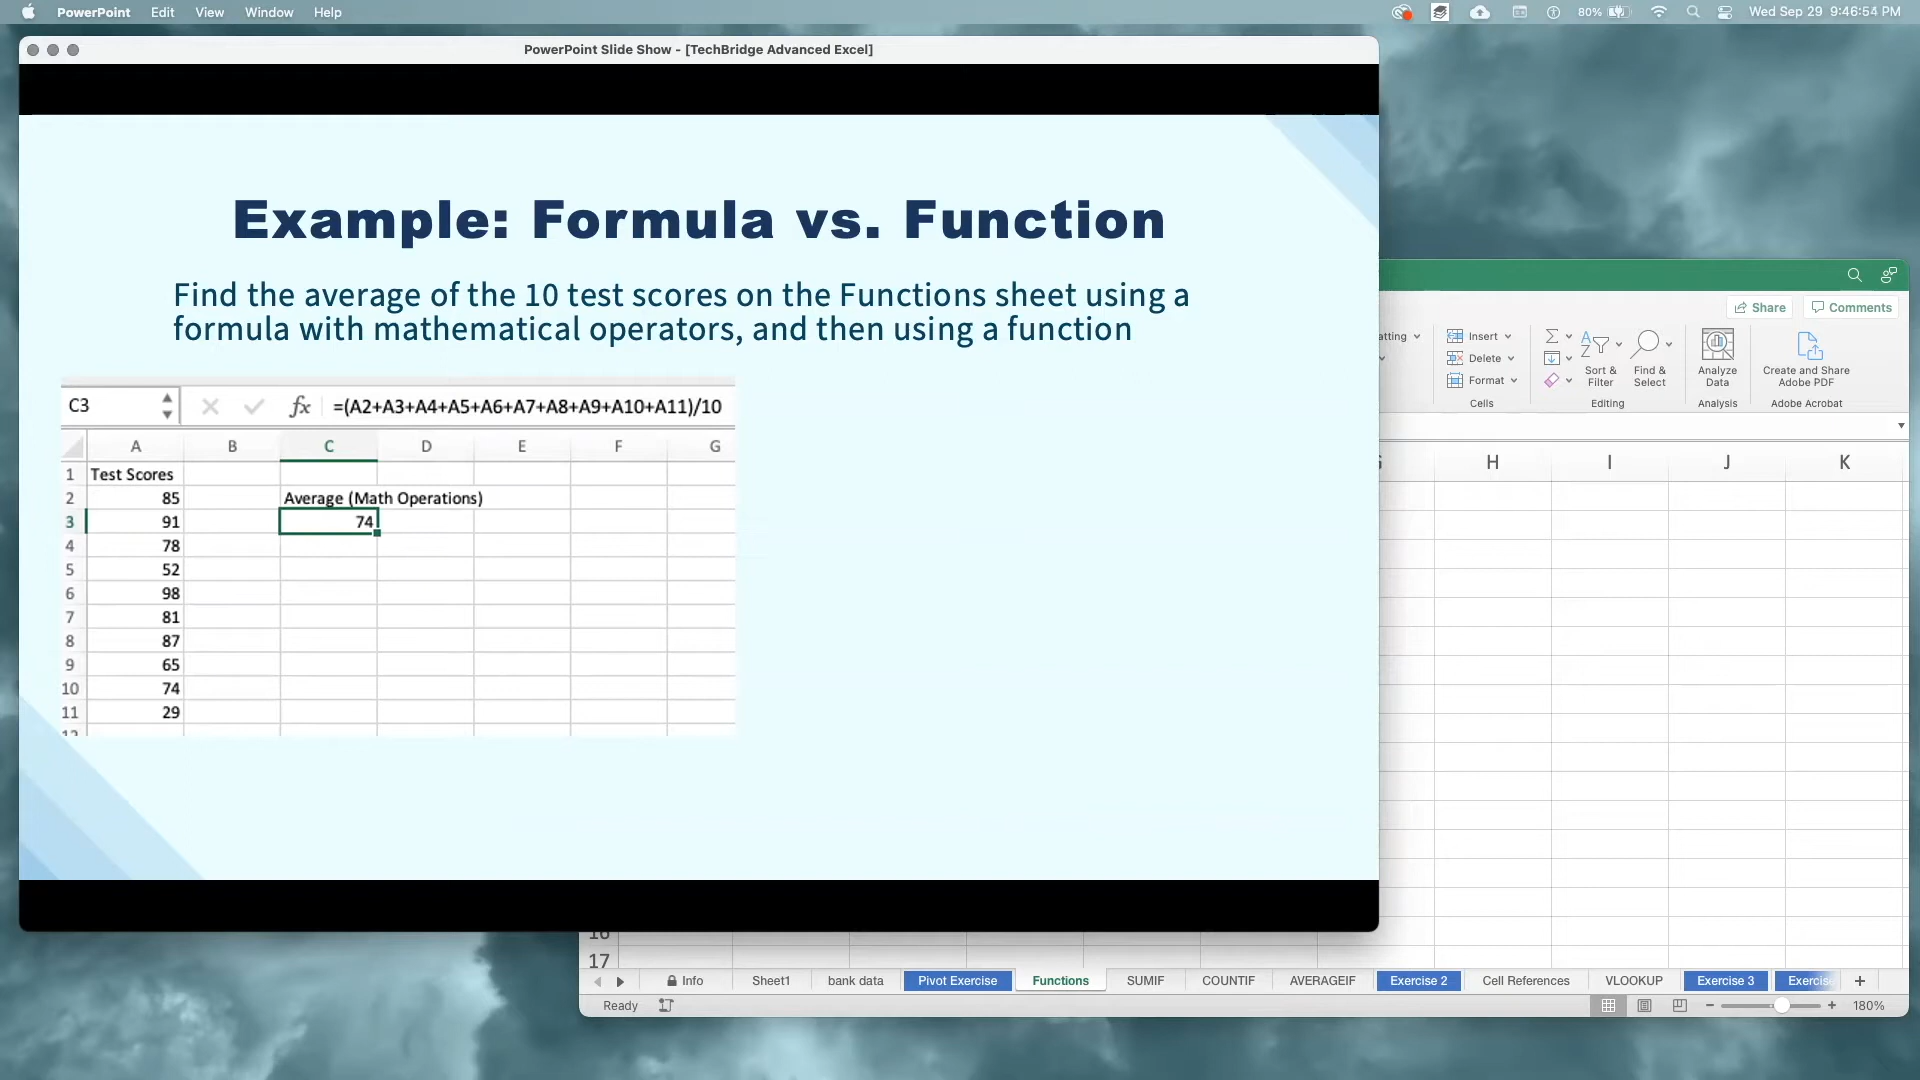 PowerPoint Edit View Window Help
80% Wed Sep 29 9:46:54 PM
PowerPoint Slide Show - [TechBridge Advanced Excel]
Example: Formula vs. Function
Find the average of the 10 test scores on the Functions sheet using a
formula with mathematical operators, and then using a function
C3 fx =(A2+A3+A4+A5+A6+A7+A8+A9+A10+A11)/10
A B C D E F G
1 Test Scores
2 85 Average (Math Operations)
3 91 74
4 78
5 52
6 98
7 81
8 87
9 65
10 74
11 29
12
Share Comments
Insert
Delete
Format
Cells
Sort & Filter
Find & Select
Editing
Analyze Data
Analysis
Create and Share Adobe PDF
Adobe Acrobat
H I J K
16
17
Info Sheet1 bank data Pivot Exercise Functions SUMIF COUNTIF AVERAGEIF Exercise 2 Cell References VLOOKUP Exercise 3 Exercise +
Ready 180%